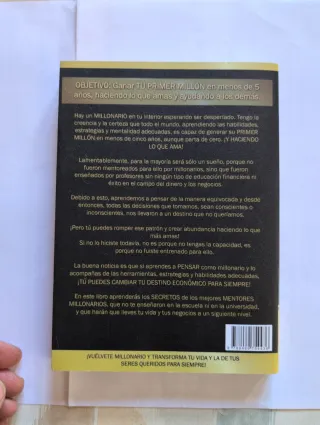 OBJETIVO: Ganar TU PRIMER MILLÓN en menos de 5
años, haciendo lo que amas y ayudando a los demás.
Hay un MILLONARIO en tu interior esperando ser despertado. Tengo la
creencia y la certeza que todo el mundo, aprendiendo las habilidades,
estrategias y mentalidad adecuadas, es capaz de generar su PRIMER
MILLÓN en menos de cinco años, aunque parta de cero. ¡Y HACIENDO
LO QUE AMA!
Lamentablemente, para la mayoría será sólo un sueño, porque no
fueron mentoreados para ello por millonarios, sino que fueron
enseñados por profesores sin ningún tipo de educación financiera ni
éxito en el campo del dinero y los negocios.
Debido a esto, aprendemos a pensar de la manera equivocada y desde
entonces, todas las decisiones que tomamos, sean conscientes o
inconscientes, nos llevaron a un destino que no queríamos.
¡Pero tú puedes romper ese patrón y crear abundancia haciendo lo que
más amas!
Si no lo hiciste todavía, no es porque no tengas la capacidad, es
porque no fuiste entrenado para ello.
La buena noticia es que si aprendes a PENSAR como millonario y lo
acompañas de las herramientas, estrategias y habilidades adecuadas,
¡TÚ PUEDES CAMBIAR TU DESTINO ECONÓMICO PARA SIEMPRE!
En este libro aprenderás los SECRETOS de los mejores MENTORES
MILLONARIOS, que no te enseñaron en la escuela ni en la universidad,
y que harán que lleves tu vida y tus negocios a un siguiente nivel.
¡VUÉLVETE MILLONARIO Y TRANSFORMA TU VIDA Y LA DE TUS
SERES QUERIDOS PARA SIEMPRE!